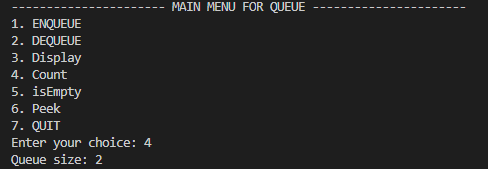 ---------------------- MAIN MENU FOR QUEUE ----------------------
1. ENQUEUE
2. DEQUEUE
3. Display
4. Count
5. isEmpty
6. Peek
7. QUIT
Enter your choice: 4
Queue size: 2